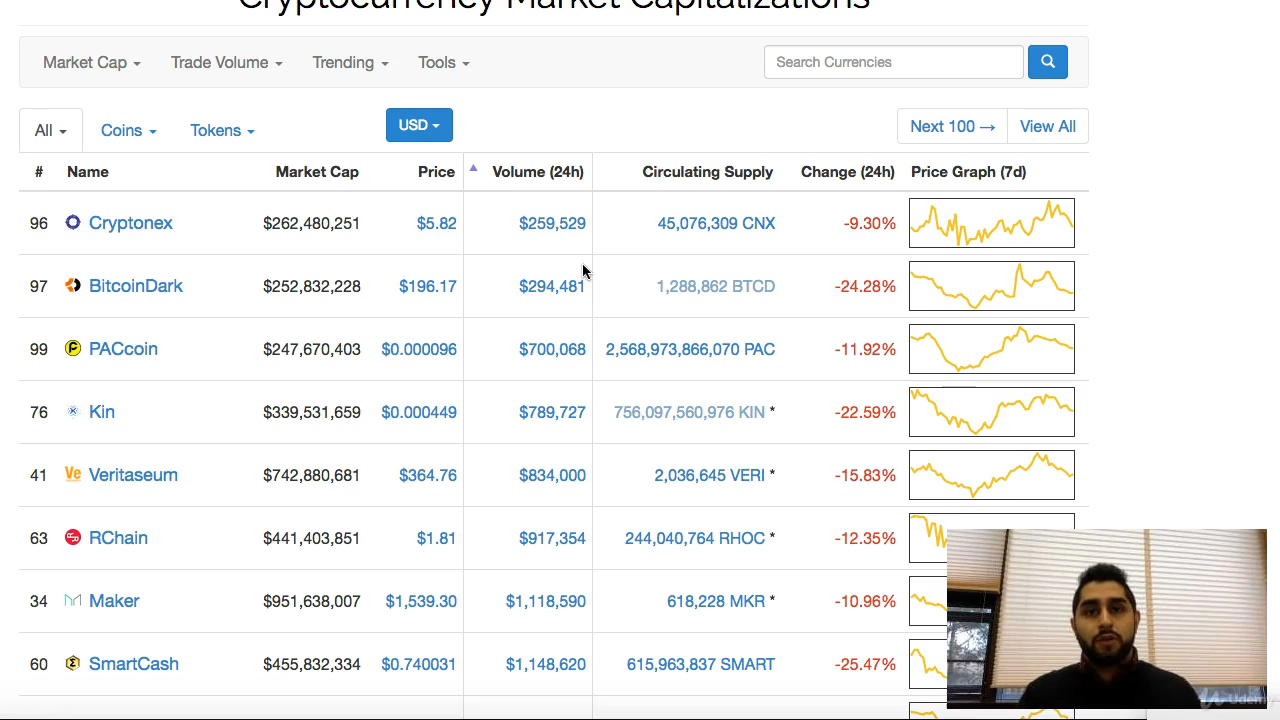 Cryptocurrency Market Capitalizations
Market Cap Trade Volume Trending Tools Search Currencies
All Coins Tokens USD Next 100 → View All
# Name Market Cap Price Volume (24h) Circulating Supply Change (24h) Price Graph (7d)
96 Cryptonex $262,480,251 $5.82 $259,529 45,076,309 CNX -9.30%
97 BitcoinDark $252,832,228 $196.17 $294,481 1,288,862 BTCD -24.28%
99 PACcoin $247,670,403 $0.000096 $700,068 2,568,973,866,070 PAC -11.92%
76 Kin $339,531,659 $0.000449 $789,727 756,097,560,976 KIN * -22.59%
41 Ve Veritaseum $742,880,681 $364.76 $834,000 2,036,645 VERI * -15.83%
63 RChain $441,403,851 $1.81 $917,354 244,040,764 RHOC * -12.35%
34 Maker $951,638,007 $1,539.30 $1,118,590 618,228 MKR * -10.96%
60 SmartCash $455,832,334 $0.740031 $1,148,620 615,963,837 SMART -25.47%
Udemy